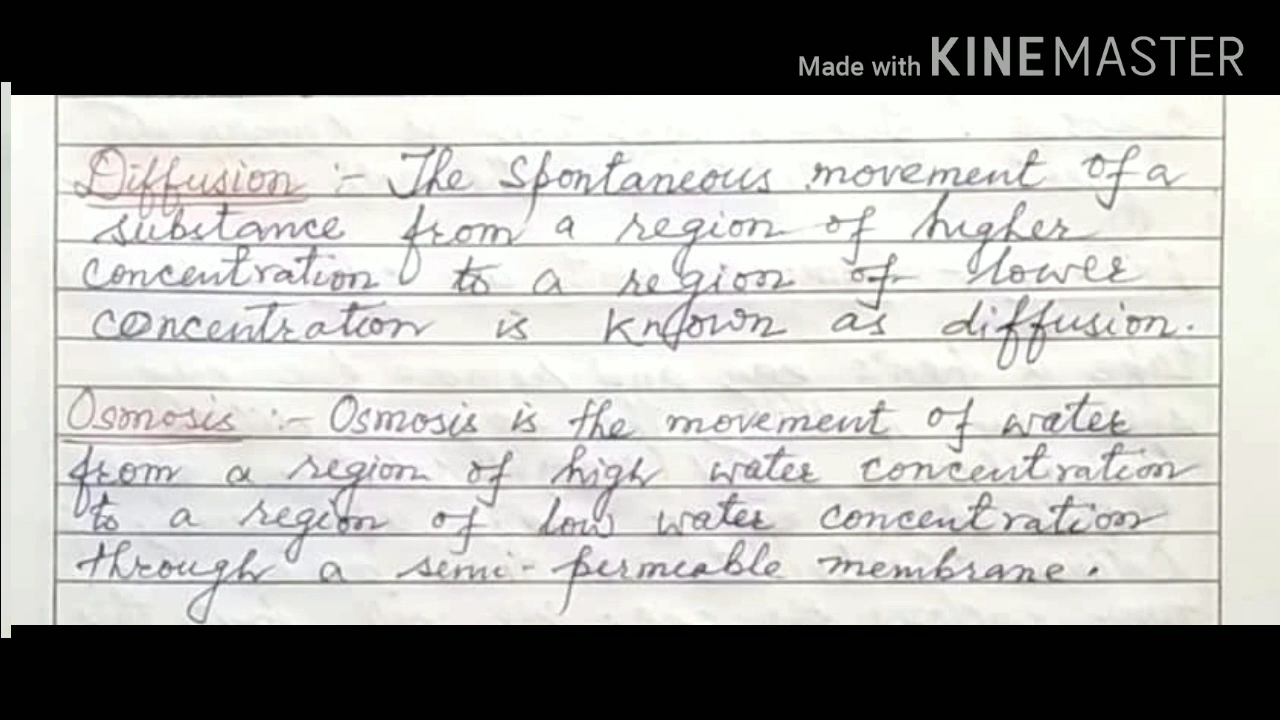 Made with KINEMASTER
Diffusion :- The Spontaneous movement of a
substance from a region of higher
concentration to a region of lower
concentration is known as diffusion.
Osmosis :- Osmosis is the movement of water
from a region of high water concentration
to a region of low water concentration
through a semi-permeable membrane.